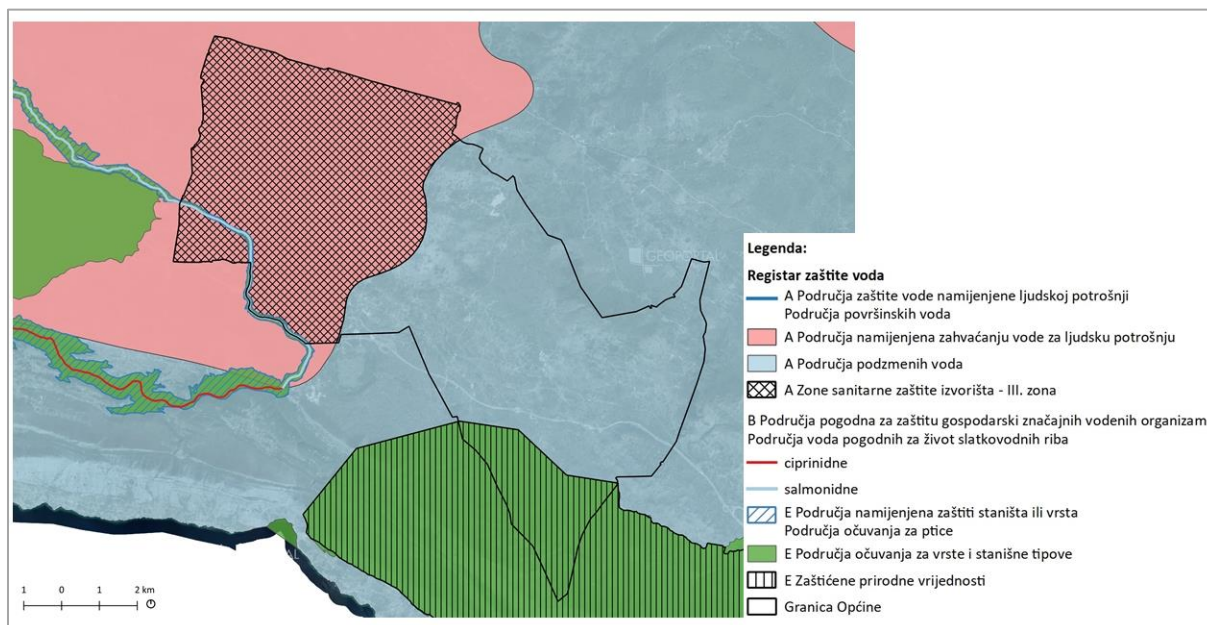 GEOPORTAL
Legenda:
Registar zaštite voda
A Područja zaštite vode namijenjene ljudskoj potrošnji
Područja površinskih voda
A Područja namijenjena zahvaćanju vode za ljudsku potrošnju
A Područja podzmenih voda
A Zone sanitarne zaštite izvorišta - III. zona
B Područja pogodna za zaštitu gospodarski značajnih vodenih organizam
Područja voda pogodnih za život slatkovodnih riba
ciprinidne
salmonidne
E Područja namijenjena zaštiti staništa ili vrsta
Područja očuvanja za ptice
E Područja očuvanja za vrste i stanišne tipove
E Zaštićene prirodne vrijednosti
Granica Općine
1 0 1 2 km